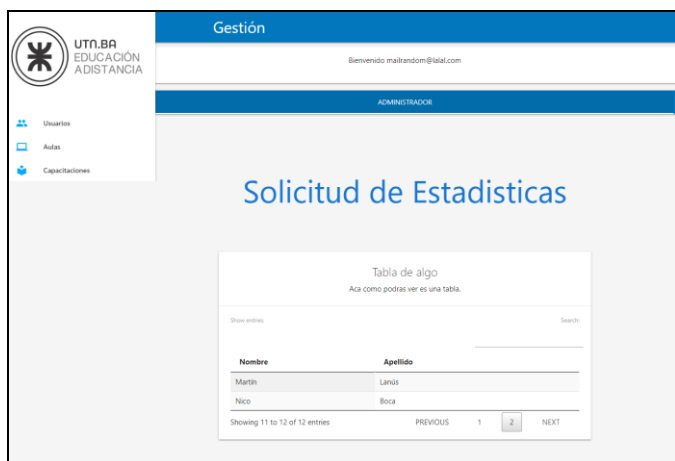 UTN.BA
EDUCACIÓN
A DISTANCIA
Usuarios
Aulas
Capacitaciones
Gestión
Bienvenido mailrandom@lalal.com
ADMINISTRADOR
Solicitud de Estadisticas
Tabla de algo
Aca como podras ver es una tabla.
Show entries Search:
Nombre Apellido
Martín Lanús
Nico Boca
Showing 11 to 12 of 12 entries PREVIOUS 1 2 NEXT